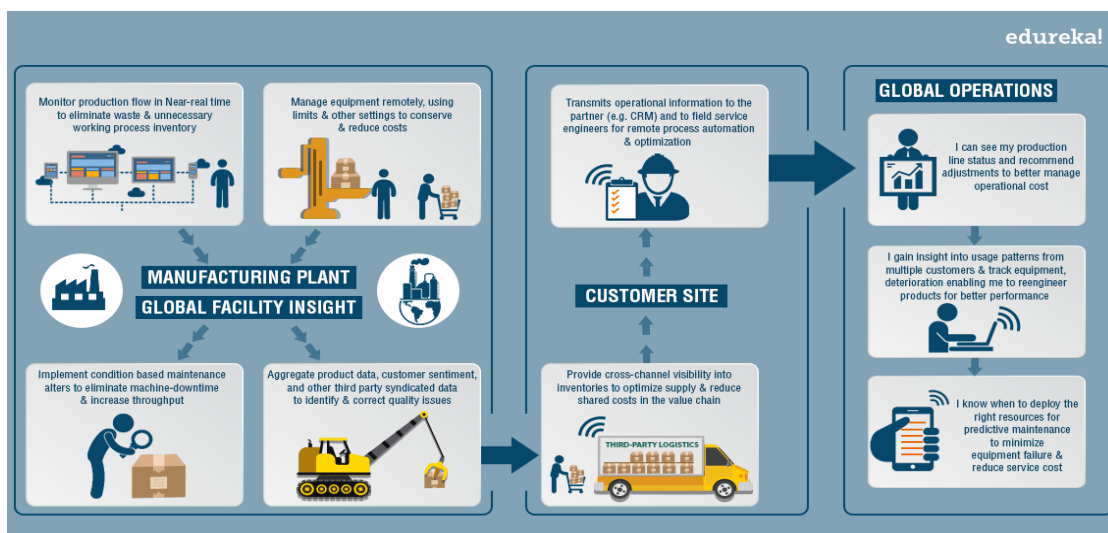 edureka!
Monitor production flow in Near-real time
to eliminate waste & unnecessary
working process inventory
Manage equipment remotely, using
limits & other settings to conserve
& reduce costs
MANUFACTURING PLANT
GLOBAL FACILITY INSIGHT
Implement condition based maintenance
alters to eliminate machine-downtime
& increase throughput
Aggregate product data, customer sentiment,
and other third party syndicated data
to identify & correct quality issues
Transmits operational information to the
partner (e.g. CRM) and to field service
engineers for remote process automation
& optimization
CUSTOMER SITE
Provide cross-channel visibility into
inventories to optimize supply & reduce
shared costs in the value chain
THIRD-PARTY LOGISTICS
GLOBAL OPERATIONS
I can see my production
line status and recommend
adjustments to better manage
operational cost
I gain insight into usage patterns from
multiple customers & track equipment,
deterioration enabling me to reengineer
products for better performance
I know when to deploy the
right resources for
predictive maintenance
to minimize
equipment failure &
reduce service cost